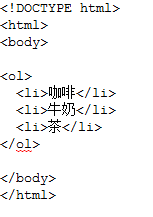 <!DOCTYPE html>
<html>
<body>
<ol>
<li>咖啡</li>
<li>牛奶</li>
<li>茶</li>
</ol>
</body>
</html>